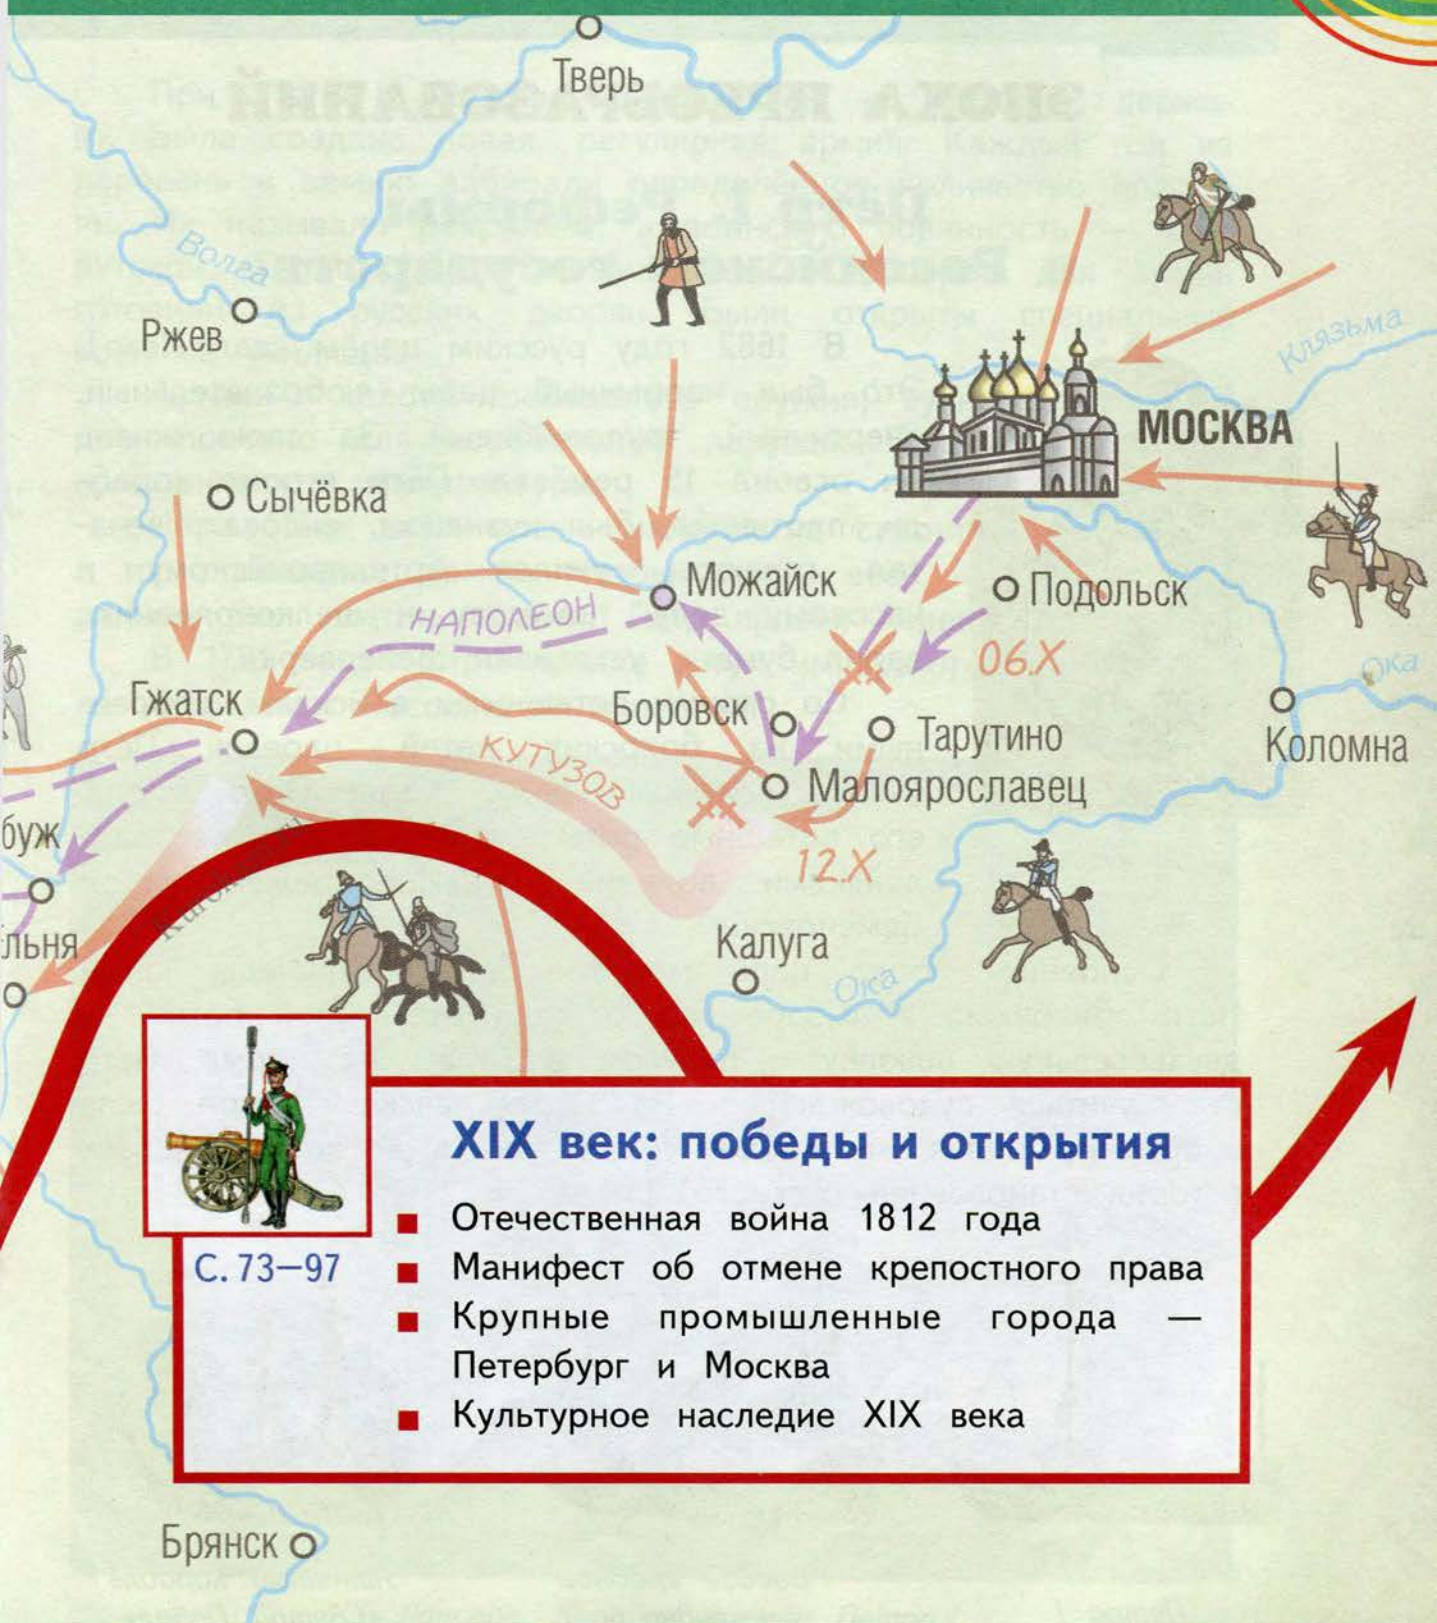 Тверь
Волга
Ржев
Клязьма
МОСКВА
Сычёвка
Можайск
Подольск
НАПОЛЕОН
06.X
Ока
Гжатск
Боровск
Тарутино
Коломна
КУТУЗОВ
Малоярославец
буж
12.X
Калуга
льня
Ока
XIX век: победы и открытия
Отечественная война 1812 года
С. 73–97
Манифест об отмене крепостного права
Крупные промышленные города —
Петербург и Москва
Культурное наследие XIX века
Брянск